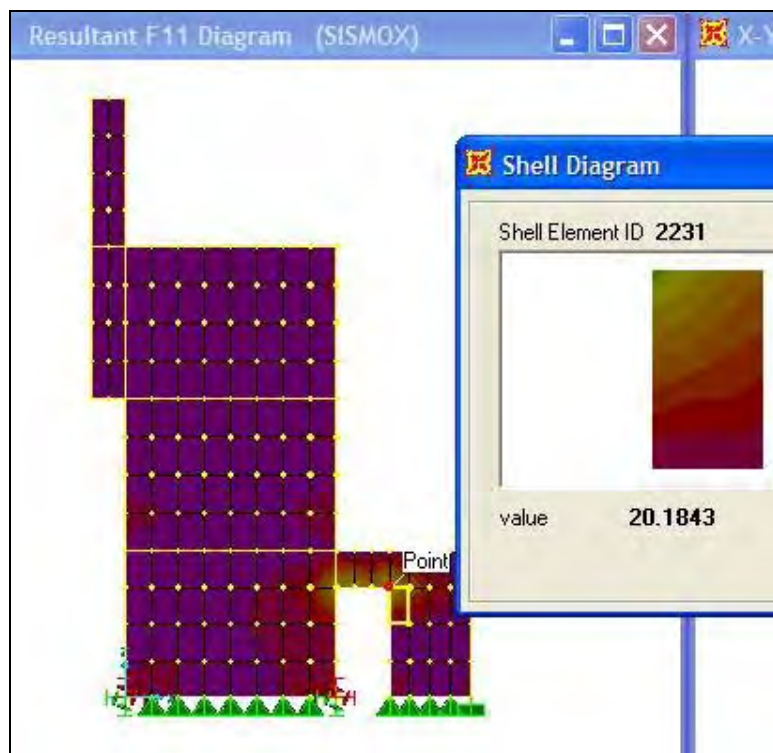 Resultant F11 Diagram (SISMOX)
X-Y
Shell Diagram
Shell Element ID 2231
value 20.1843
Point